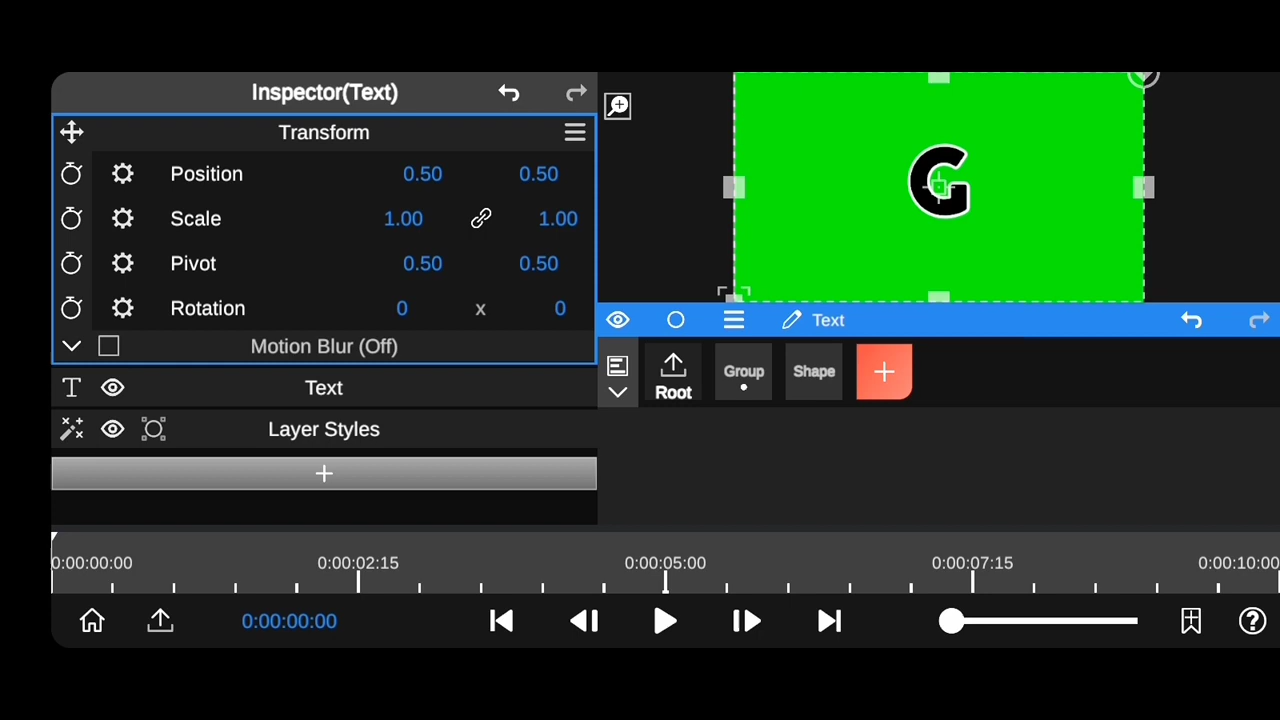 Inspector(Text)
Transform
Position 0.50 0.50
Scale 1.00 1.00
Pivot 0.50 0.50
Rotation 0 x 0
Motion Blur (Off)
T Text
Layer Styles
G
Text
Root Group Shape
0:00:00:00 0:00:02:15 0:00:05:00 0:00:07:15 0:00:10:00
0:00:00:00